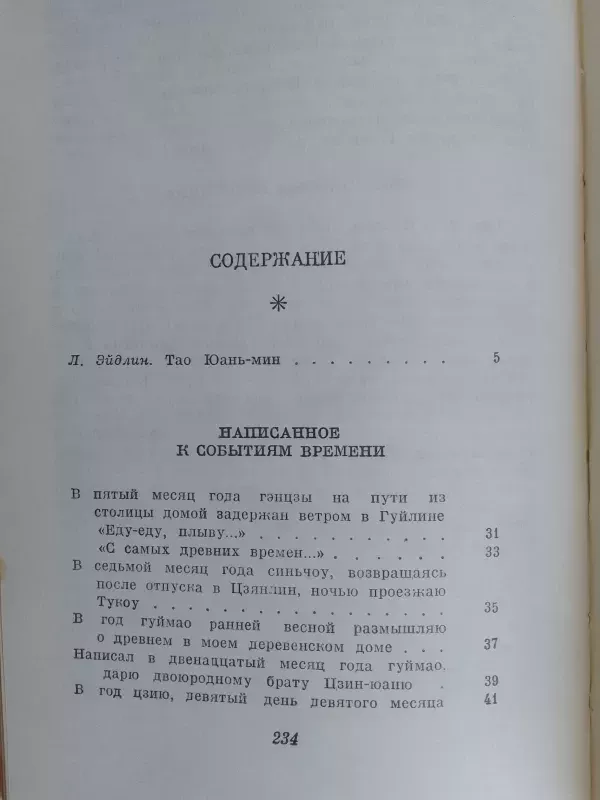 СОДЕРЖАНИЕ
*
Л. Эйдлин. Тао Юань-мин . . . . . . . . . 5
НАПИСАННОЕ
К СОБЫТИЯМ ВРЕМЕНИ
В пятый месяц года гэнцзы на пути из
столицы домой задержан ветром в Гуйлине
«Еду-еду, плыву...» . . . . . . . . . . 31
«С самых древних времен...» . . . . . . 33
В седьмой месяц года синьчоу, возвращаясь
после отпуска в Цзянлин, ночью проезжаю
Тукоу . . . . . . . . . . . . . . . . 35
В год гуймао ранней весной размышляю
о древнем в моем деревенском доме . . . 37
Написал в двенадцатый месяц года гуймао,
дарю двоюродному брату Цзин-юаню . 39
В год цзию, девятый день девятого месяца 41
234